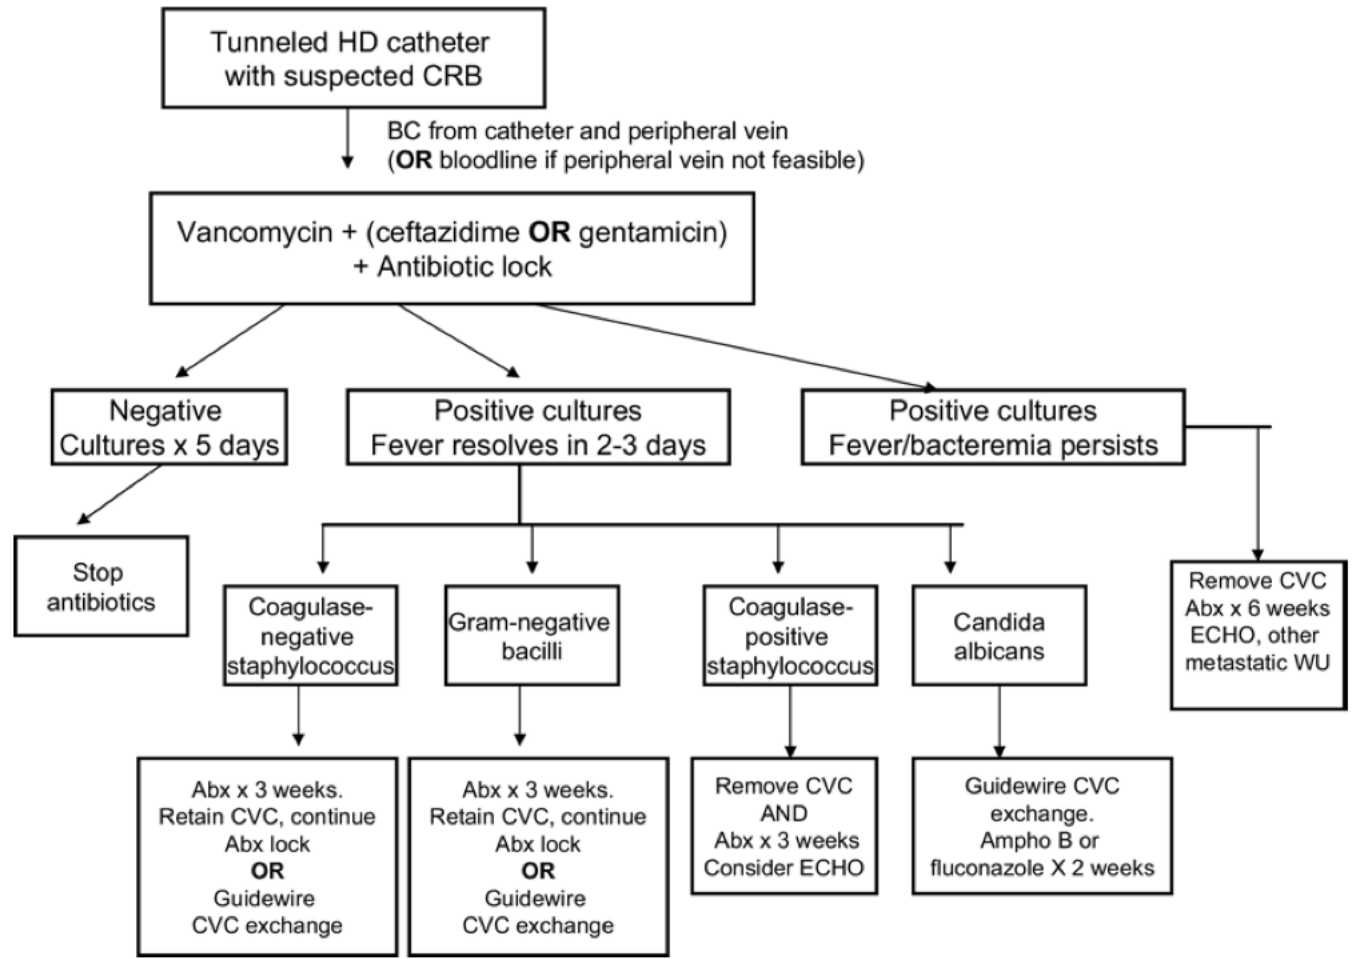 Tunneled HD catheter
with suspected CRB
BC from catheter and peripheral vein
(OR bloodline if peripheral vein not feasible)
Vancomycin + (ceftazidime OR gentamicin)
+ Antibiotic lock
Negative
Cultures x 5 days
Positive cultures
Fever resolves in 2-3 days
Positive cultures
Fever/bacteremia persists
Stop
antibiotics
Coagulase-
negative
staphylococcus
Gram-negative
bacilli
Coagulase-
positive
staphylococcus
Candida
albicans
Remove CVC
Abx x 6 weeks
ECHO, other
metastatic WU
Abx x 3 weeks.
Retain CVC, continue
Abx lock
OR
Guidewire
CVC exchange
Abx x 3 weeks.
Retain CVC, continue
Abx lock
OR
Guidewire
CVC exchange
Remove CVC
AND
Abx x 3 weeks
Consider ECHO
Guidewire CVC
exchange.
Ampho B or
fluconazole X 2 weeks